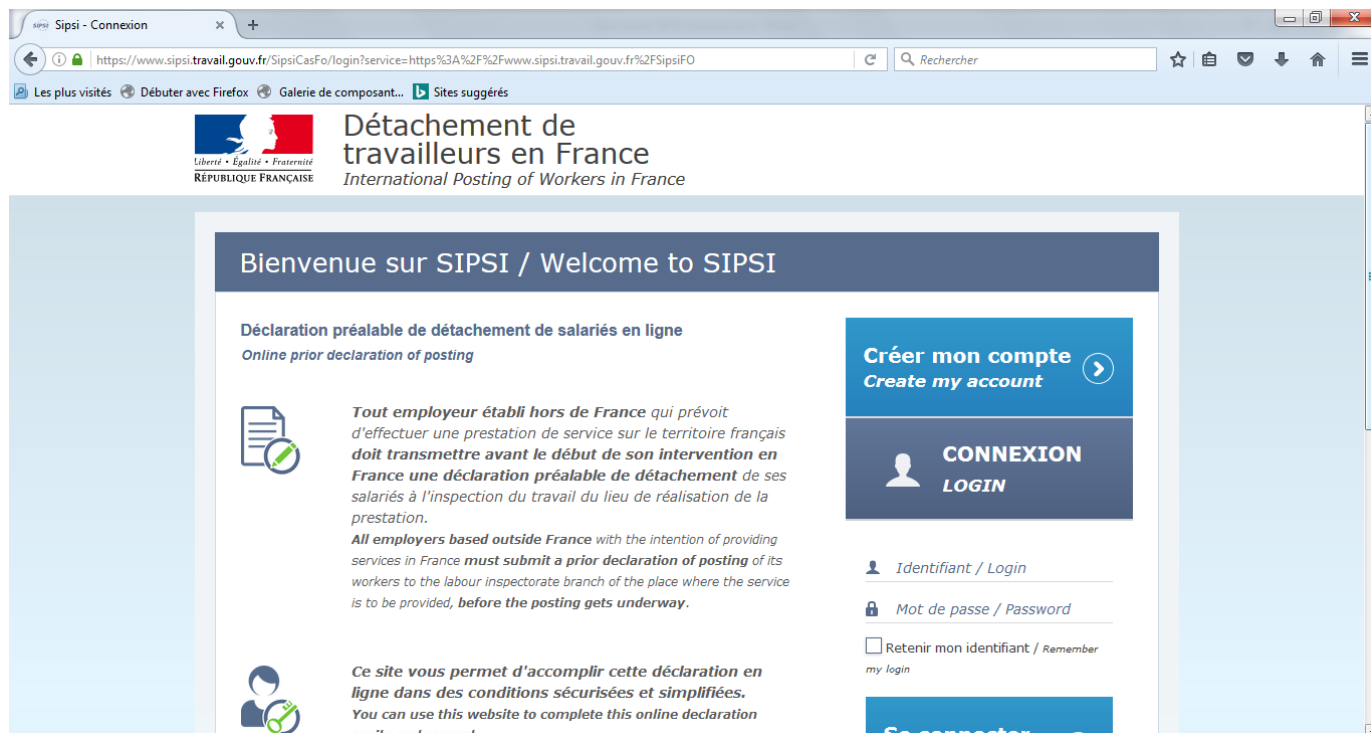 Sipsi - Connexion
https://www.sipsi.travail.gouv.fr/SipsiCasFo/login?service=https%3A%2F%2Fwww.sipsi.travail.gouv.fr%2FSipsiFO
Rechercher
Les plus visités Débuter avec Firefox Galerie de composant... Sites suggérés
Liberté • Égalité • Fraternité
RÉPUBLIQUE FRANÇAISE
Détachement de
travailleurs en France
International Posting of Workers in France
Bienvenue sur SIPSI / Welcome to SIPSI
Déclaration préalable de détachement de salariés en ligne
Online prior declaration of posting
Tout employeur établi hors de France qui prévoit
d'effectuer une prestation de service sur le territoire français
doit transmettre avant le début de son intervention en
France une déclaration préalable de détachement de ses
salariés à l'inspection du travail du lieu de réalisation de la
prestation.
All employers based outside France with the intention of providing
services in France must submit a prior declaration of posting of its
workers to the labour inspectorate branch of the place where the service
is to be provided, before the posting gets underway.
Ce site vous permet d'accomplir cette déclaration en
ligne dans des conditions sécurisées et simplifiées.
You can use this website to complete this online declaration
Créer mon compte
Create my account
CONNEXION
LOGIN
Identifiant / Login
Mot de passe / Password
Retenir mon identifiant / Remember
my login
Se connecter